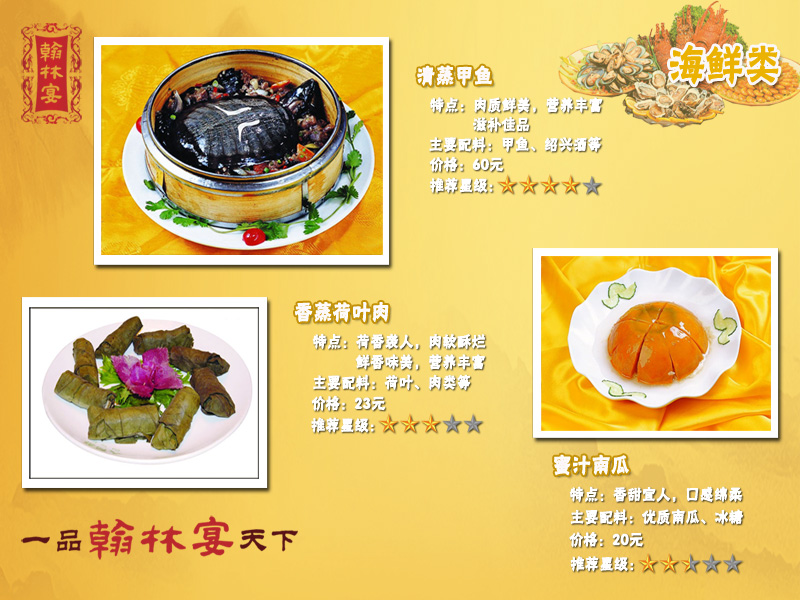 翰林宴
海鲜类
清蒸甲鱼
特点：肉质鲜美，营养丰富
滋补佳品
主要配料：甲鱼、绍兴酒等
价格：60元
推荐星级：
香蒸荷叶肉
特点：荷香袭人，肉软酥烂
鲜香味美，营养丰富
主要配料：荷叶、肉类等
价格：23元
推荐星级：
蜜汁南瓜
特点：香甜宜人，口感绵柔
主要配料：优质南瓜、冰糖
价格：20元
推荐星级：
一品翰林宴天下